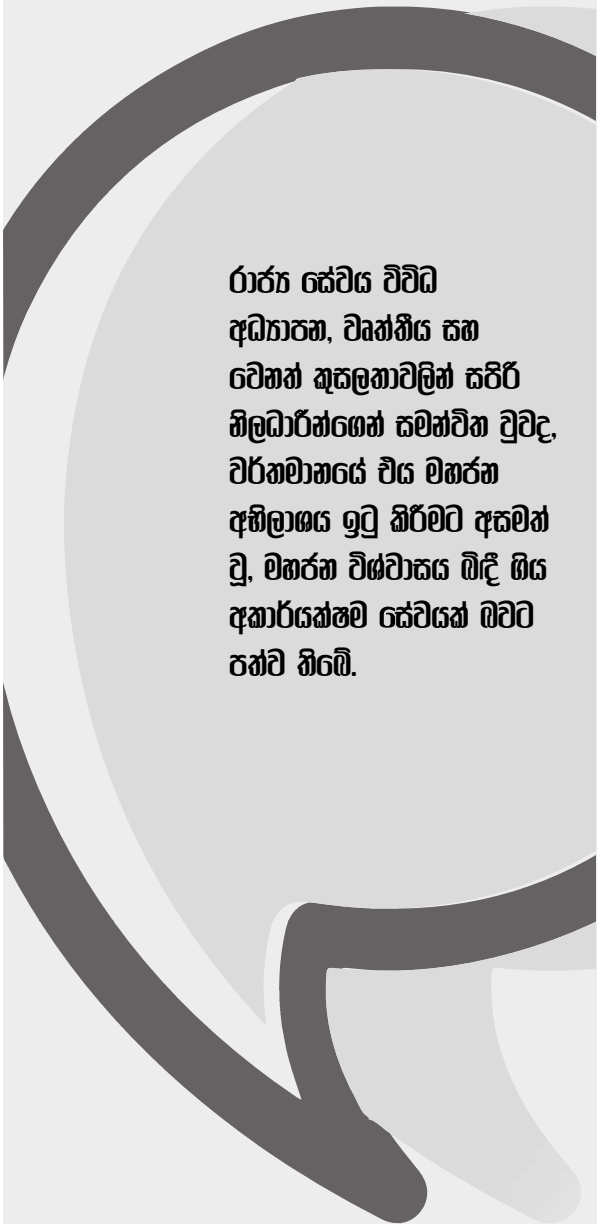 රාජ්‍ය සේවය විවිධ
අධ්‍යාපන, වෘත්තීය සහ
වෙනත් කුසලතාවලින් සපිරි
නිලධාරීන්ගෙන් සමන්විත වුවද,
වර්තමානයේ එය මහජන
අභිලාශය ඉටු කිරීමට අසමත්
වූ, මහජන විශ්වාසය බිඳී ගිය
අකාර්යක්ෂම සේවයක් බවට
පත්ව තිබේ.